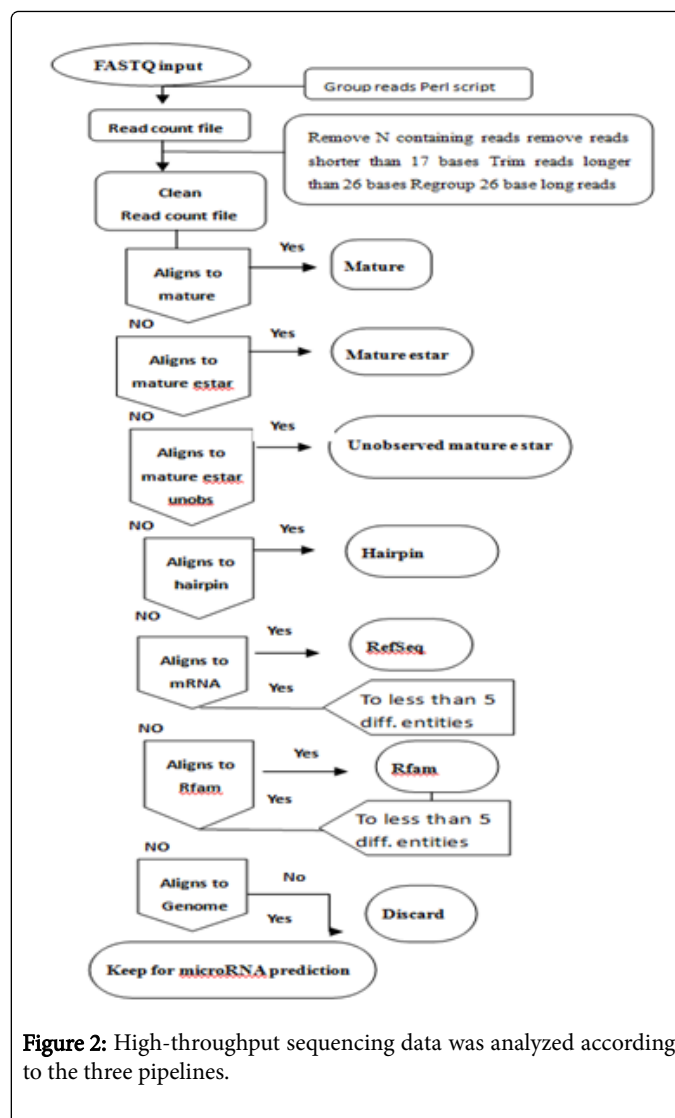 FASTQ input
Group reads Perl script
Read count file
Remove N containing reads remove reads
shorter than 17 bases Trim reads longer
than 26 bases Regroup 26 base long reads
Clean
Read count file
Aligns to
mature
Yes
Mature
NO
Aligns to
mature estar
Yes
Mature estar
NO
Aligns to
mature estar
unobs
Yes
Unobserved mature estar
NO
Aligns to
hairpin
Yes
Hairpin
NO
Aligns to
mRNA
Yes
RefSeq
Yes
To less than 5
diff. entities
NO
Aligns to
Rfam
Yes
Rfam
Yes
To less than 5
diff. entities
NO
Aligns to
Genome
No
Discard
Yes
Keep for microRNA prediction
Figure 2: High-throughput sequencing data was analyzed according
to the three pipelines.